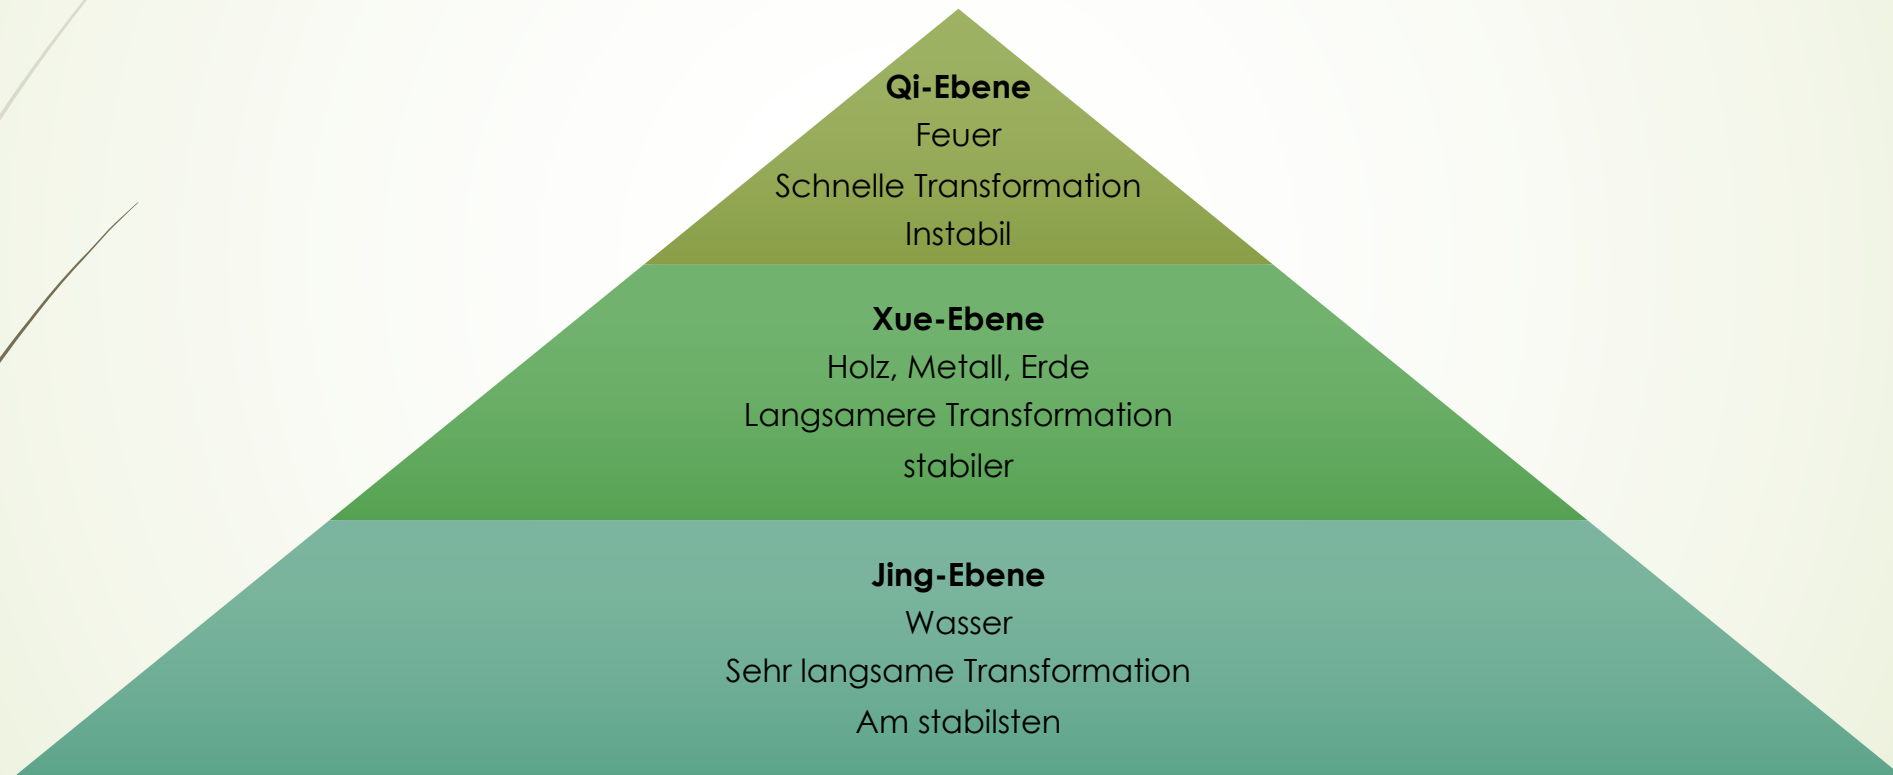 Qi-Ebene
Feuer
Schnelle Transformation
Instabil
Xue-Ebene
Holz, Metall, Erde
Langsamere Transformation
stabiler
Jing-Ebene
Wasser
Sehr langsame Transformation
Am stabilsten